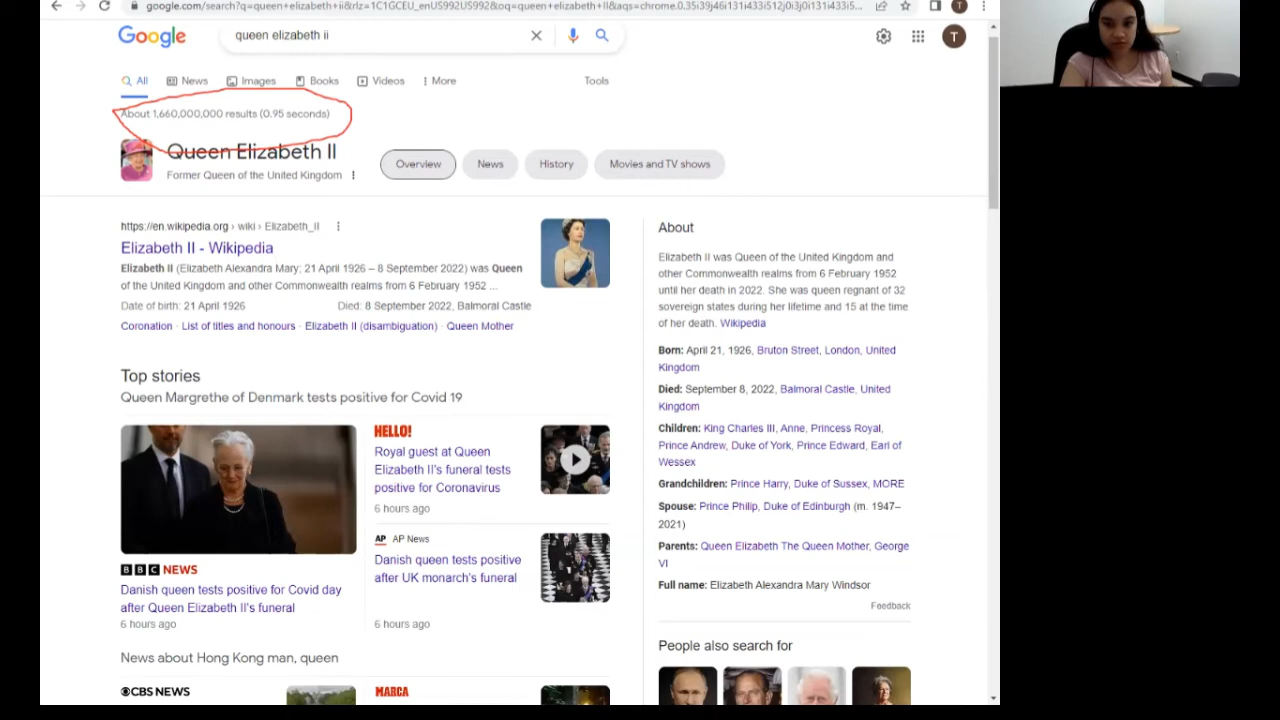 google.com/search?q=queen+elizabeth+ii&rlz=1C1GCEU_enUS992US992&oq=queen+elizabeth+II&aqs=chrome.0.35i39j46i131i433i512j0i3j0i131i433i5...
T
Google
queen elizabeth ii
T
All
News
Images
Books
Videos
More
Tools
About 1,660,000,000 results (0.95 seconds)
Queen Elizabeth II
Former Queen of the United Kingdom
Overview
News
History
Movies and TV shows
https://en.wikipedia.org › wiki › Elizabeth_II
Elizabeth II - Wikipedia
Elizabeth II (Elizabeth Alexandra Mary; 21 April 1926 – 8 September 2022) was Queen
of the United Kingdom and other Commonwealth realms from 6 February 1952 ...
Date of birth: 21 April 1926
Died: 8 September 2022, Balmoral Castle
Coronation · List of titles and honours · Elizabeth II (disambiguation) · Queen Mother
Top stories
Queen Margrethe of Denmark tests positive for Covid 19
BBC NEWS
Danish queen tests positive for Covid day
after Queen Elizabeth II's funeral
6 hours ago
HELLO!
Royal guest at Queen
Elizabeth II's funeral tests
positive for Coronavirus
6 hours ago
AP AP News
Danish queen tests positive
after UK monarch's funeral
6 hours ago
News about Hong Kong man, queen
CBS NEWS
MARCA
About
Elizabeth II was Queen of the United Kingdom and
other Commonwealth realms from 6 February 1952
until her death in 2022. She was queen regnant of 32
sovereign states during her lifetime and 15 at the time
of her death. Wikipedia
Born: April 21, 1926, Bruton Street, London, United
Kingdom
Died: September 8, 2022, Balmoral Castle, United
Kingdom
Children: King Charles III, Anne, Princess Royal,
Prince Andrew, Duke of York, Prince Edward, Earl of
Wessex
Grandchildren: Prince Harry, Duke of Sussex, MORE
Spouse: Prince Philip, Duke of Edinburgh (m. 1947–
2021)
Parents: Queen Elizabeth The Queen Mother, George
VI
Full name: Elizabeth Alexandra Mary Windsor
Feedback
People also search for